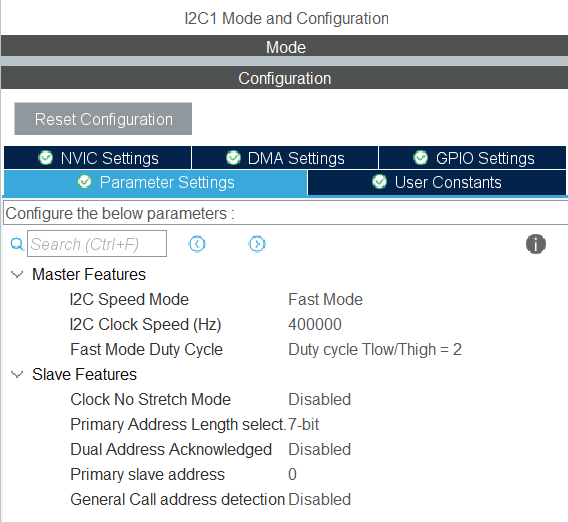 I2C1 Mode and Configuration
Mode
Configuration
Reset Configuration
NVIC Settings DMA Settings GPIO Settings
Parameter Settings User Constants
Configure the below parameters :
Search (Ctrl+F) i
Master Features
I2C Speed Mode Fast Mode
I2C Clock Speed (Hz) 400000
Fast Mode Duty Cycle Duty cycle Tlow/Thigh = 2
Slave Features
Clock No Stretch Mode Disabled
Primary Address Length select. 7-bit
Dual Address Acknowledged Disabled
Primary slave address 0
General Call address detection Disabled